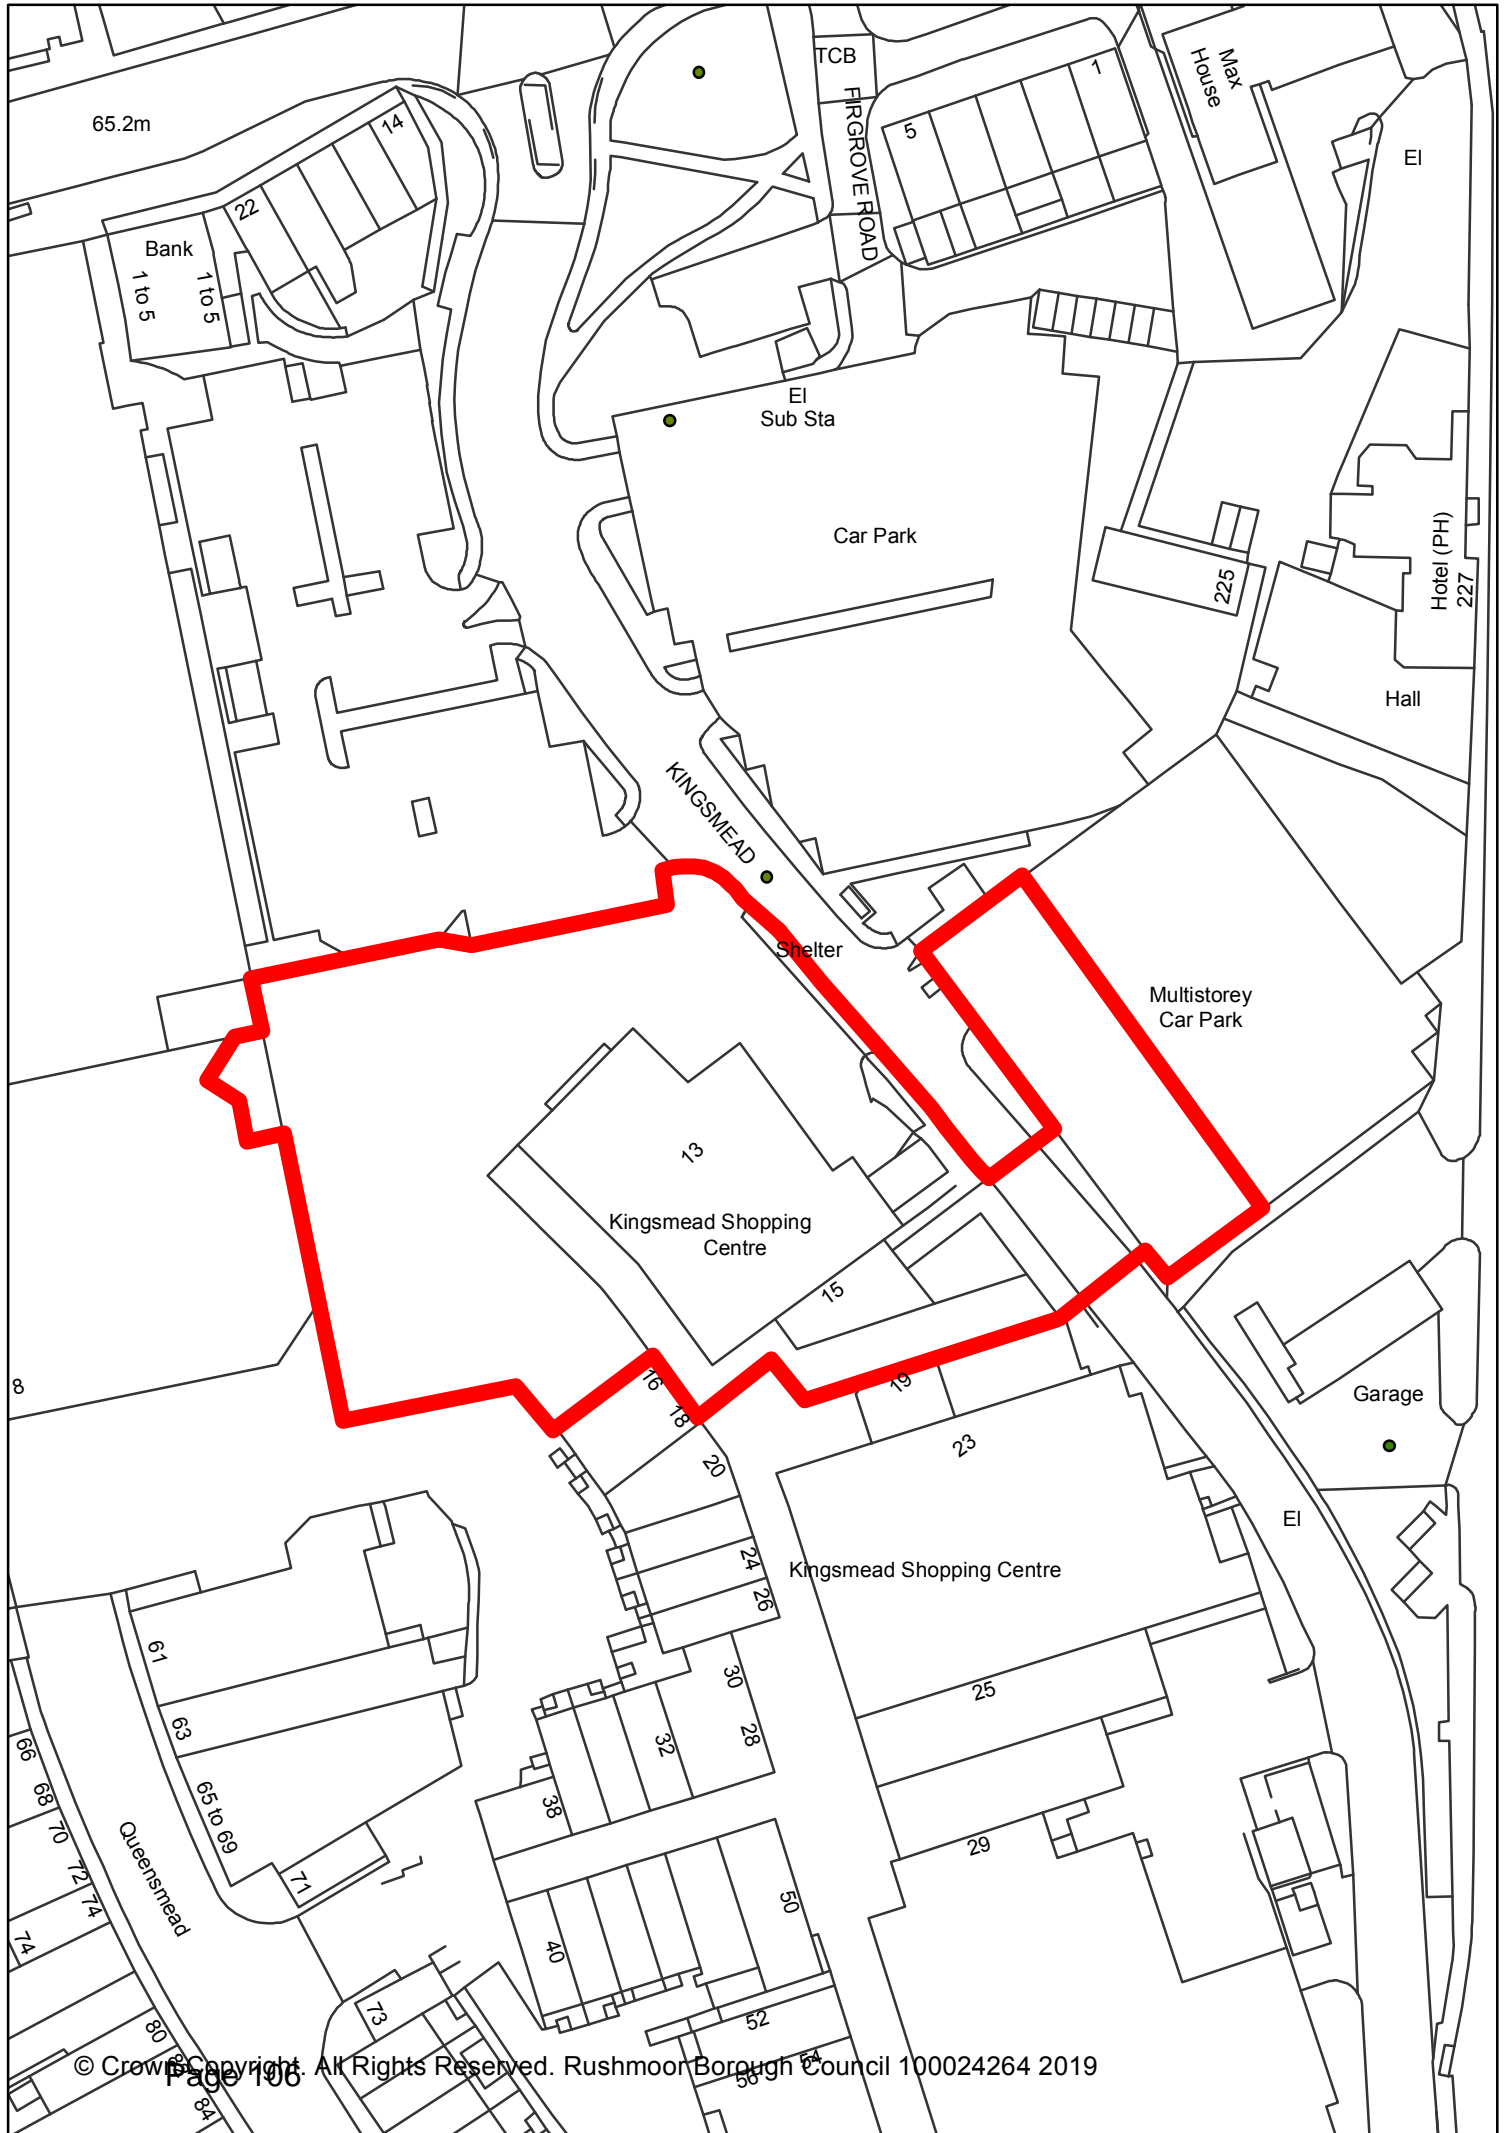 TCB
1
Max
House
65.2m
14
5
FIRGROVE ROAD
El
22
Bank
1 to 5
1 to 5
El
Sub Sta
Car Park
225
Hotel (PH)
227
Hall
KINGSMEAD
Shelter
Multistorey
Car Park
13
Kingsmead Shopping
Centre
15
8
16
18
19
Garage
20
23
El
24
26
Kingsmead Shopping Centre
61
30
25
63
28
32
66
68
65 to 69
38
70
72
74
Queensmead
71
29
50
74
40
73
52
80
54
56
84
© Crown Copyright. All Rights Reserved. Rushmoor Borough Council 100024264 2019
Page 106